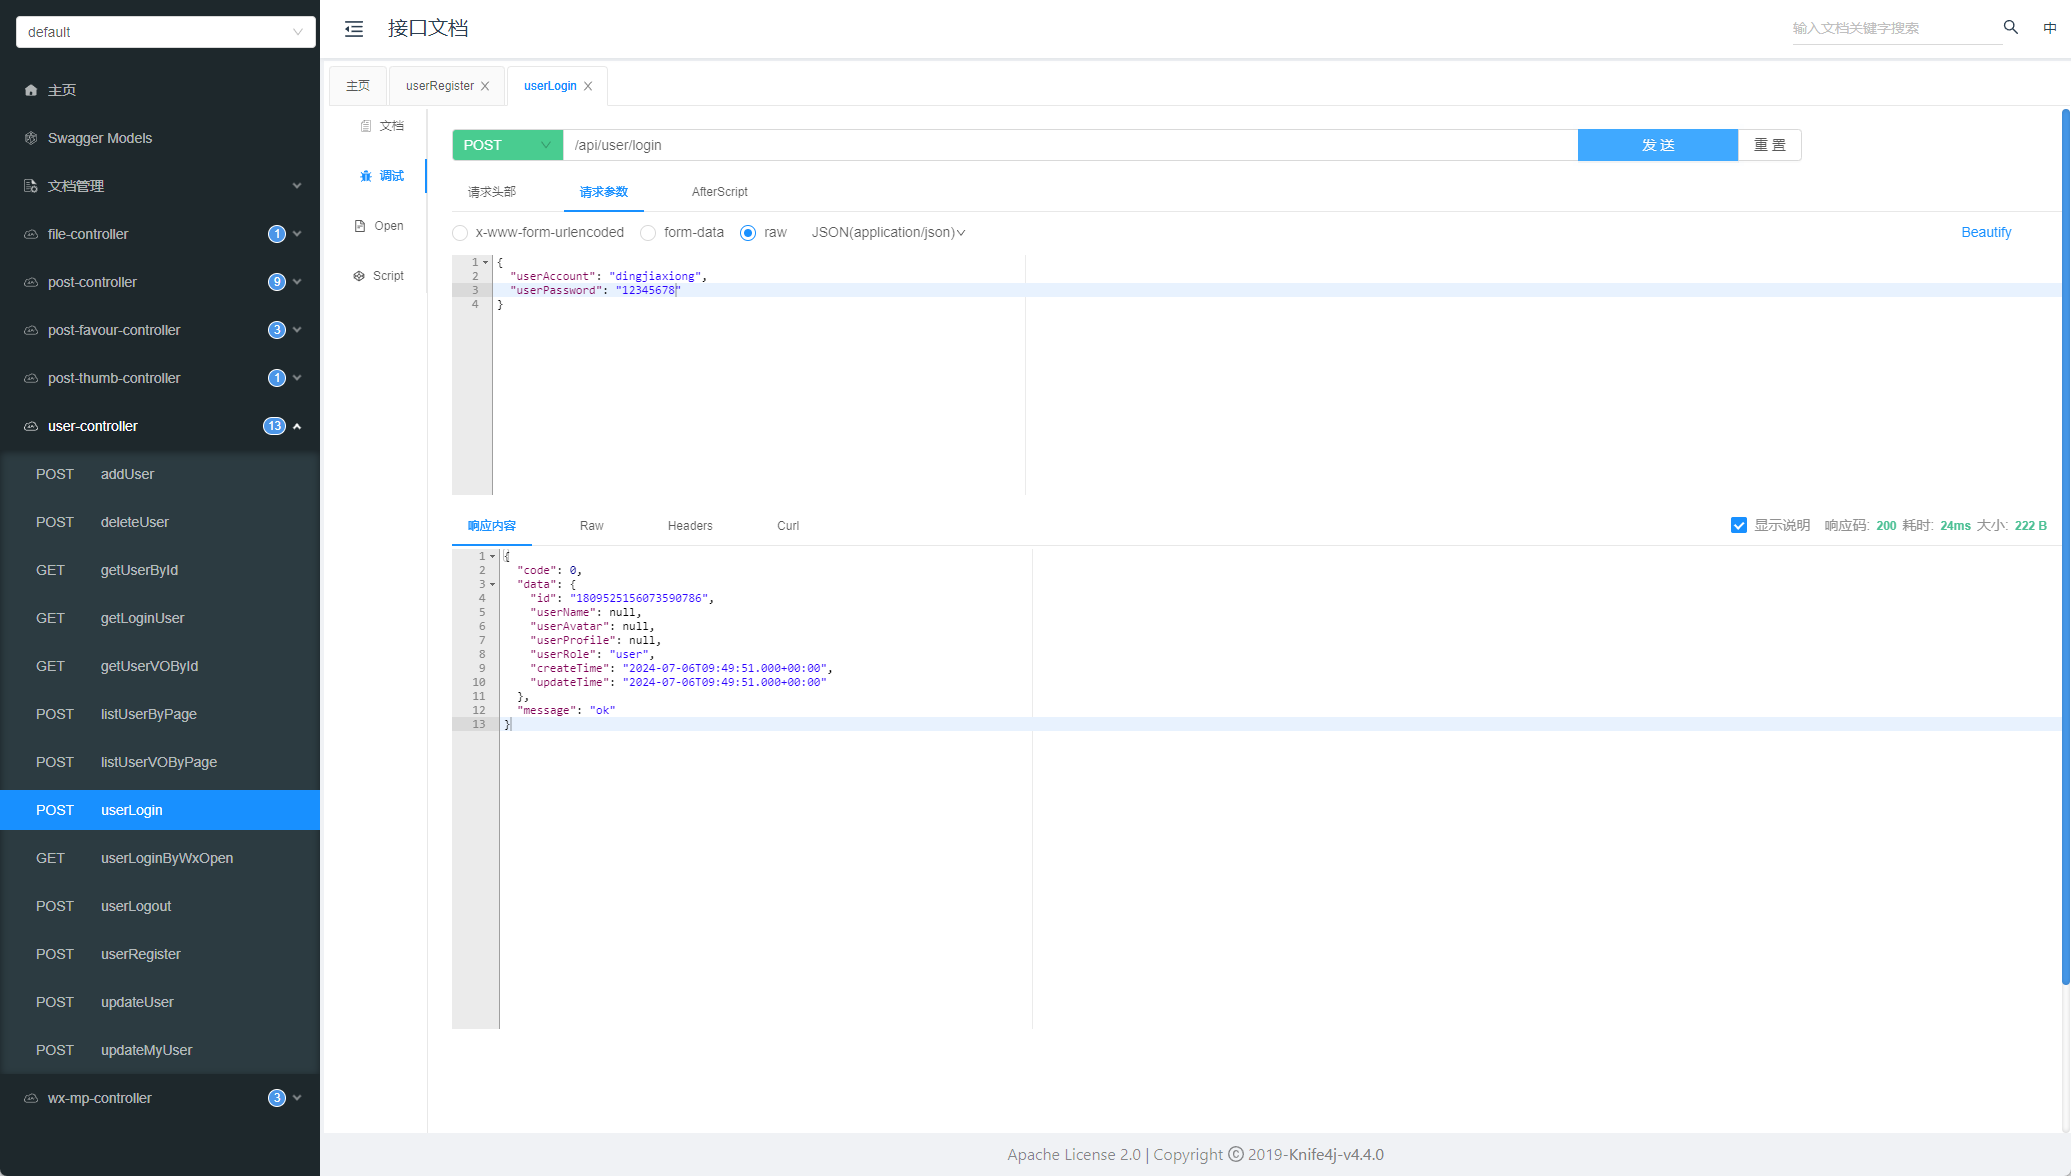 default
主页
Swagger Models
文档管理
file-controller 1
post-controller 9
post-favour-controller 3
post-thumb-controller 1
user-controller 13
POST addUser
POST deleteUser
GET getUserById
GET getLoginUser
GET getUserVOById
POST listUserByPage
POST listUserVOByPage
POST userLogin
GET userLoginByWxOpen
POST userLogout
POST userRegister
POST updateUser
POST updateMyUser
wx-mp-controller 3
接口文档
输入文档关键字搜索
中
主页 userRegister userLogin
文档
调试
Open
Script
POST /api/user/login 发 送 重 置
请求头部 请求参数 AfterScript
x-www-form-urlencoded form-data raw JSON(application/json) Beautify
1 {
2 "userAccount": "dingjiaxiong",
3 "userPassword": "12345678"
4 }
响应内容 Raw Headers Curl 显示说明 响应码: 200 耗时: 24ms 大小: 222 B
1 {
2 "code": 0,
3 "data": {
4 "id": "1809525156073590786",
5 "userName": null,
6 "userAvatar": null,
7 "userProfile": null,
8 "userRole": "user",
9 "createTime": "2024-07-06T09:49:51.000+00:00",
10 "updateTime": "2024-07-06T09:49:51.000+00:00"
11 },
12 "message": "ok"
13 }
Apache License 2.0 | Copyright © 2019-Knife4j-v4.4.0